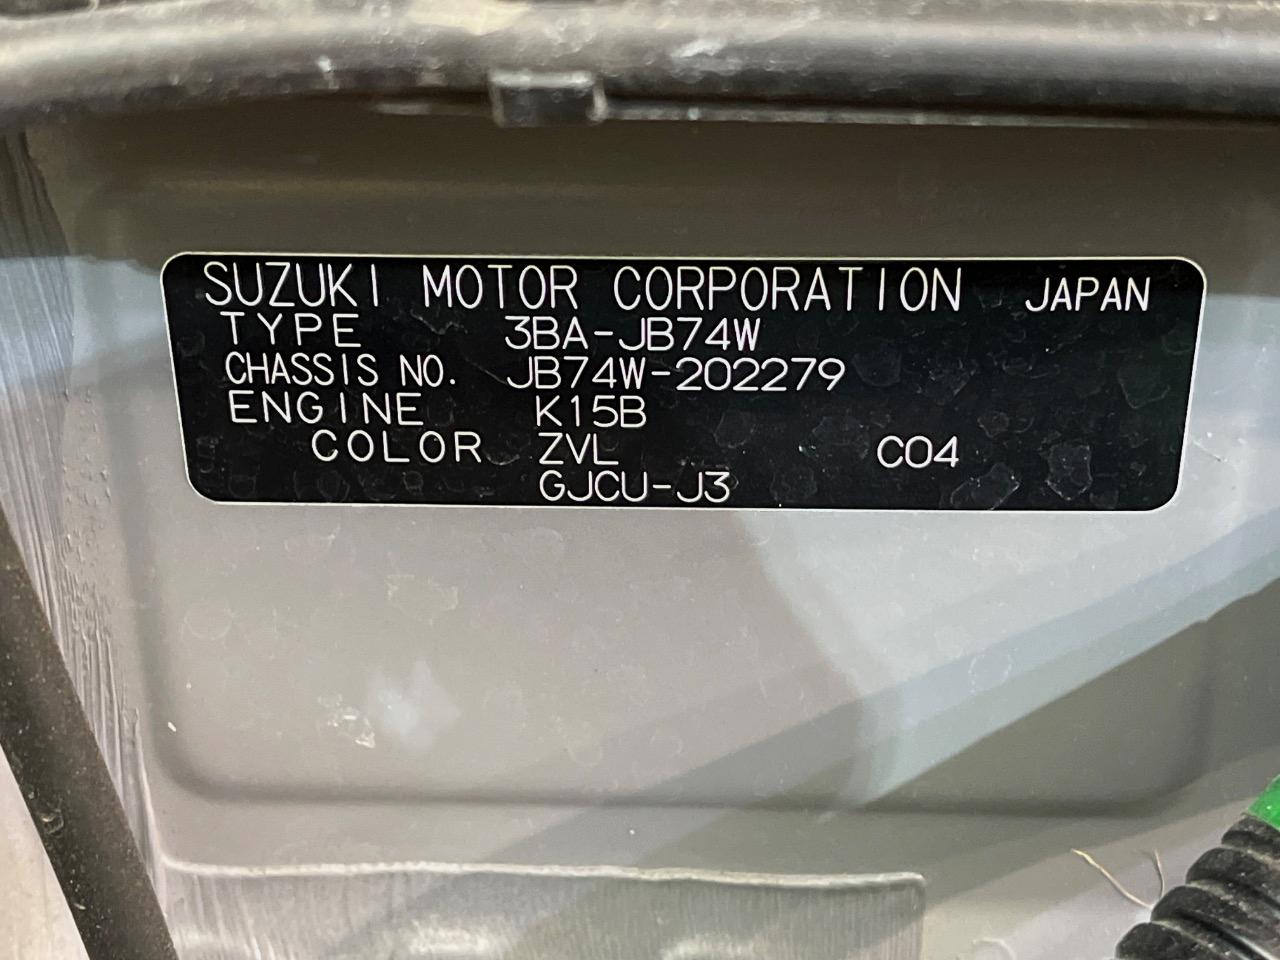 SUZUKI MOTOR CORPORATION JAPAN
TYPE 3BA-JB74W
CHASSIS NO. JB74W-202279
ENGINE K15B
COLOR ZVL C04
GJCU-J3